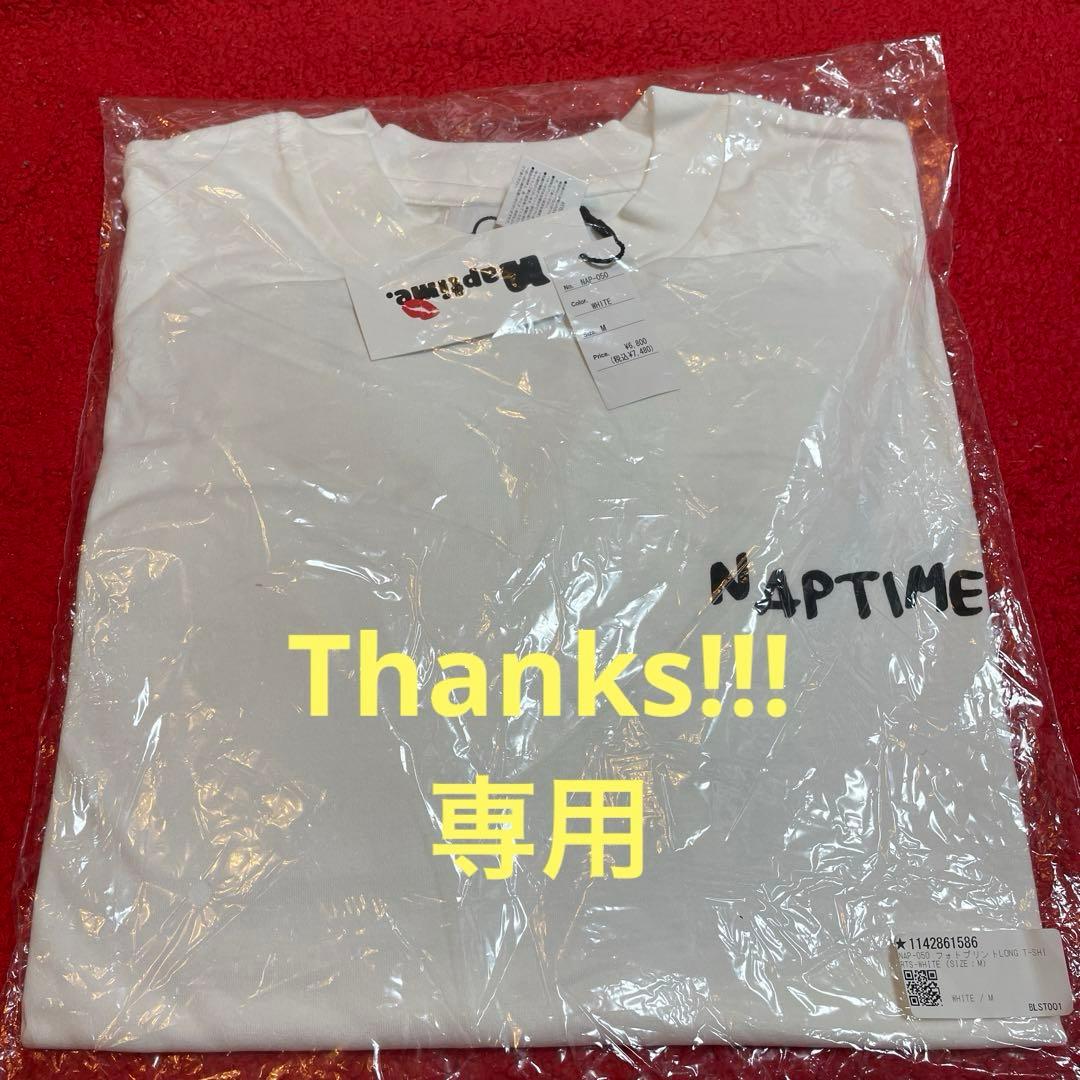 Naptime.
No. NAP-050
Color. WHITE
Size. M
Price. ¥6,800
(税込¥7,480)
NAPTIME
Thanks!!!
専用
★1142861586
NAP-050 フォトプリントLONG T-SHI
RTS-WHITE (SIZE:M)
WHITE / M
BLST001